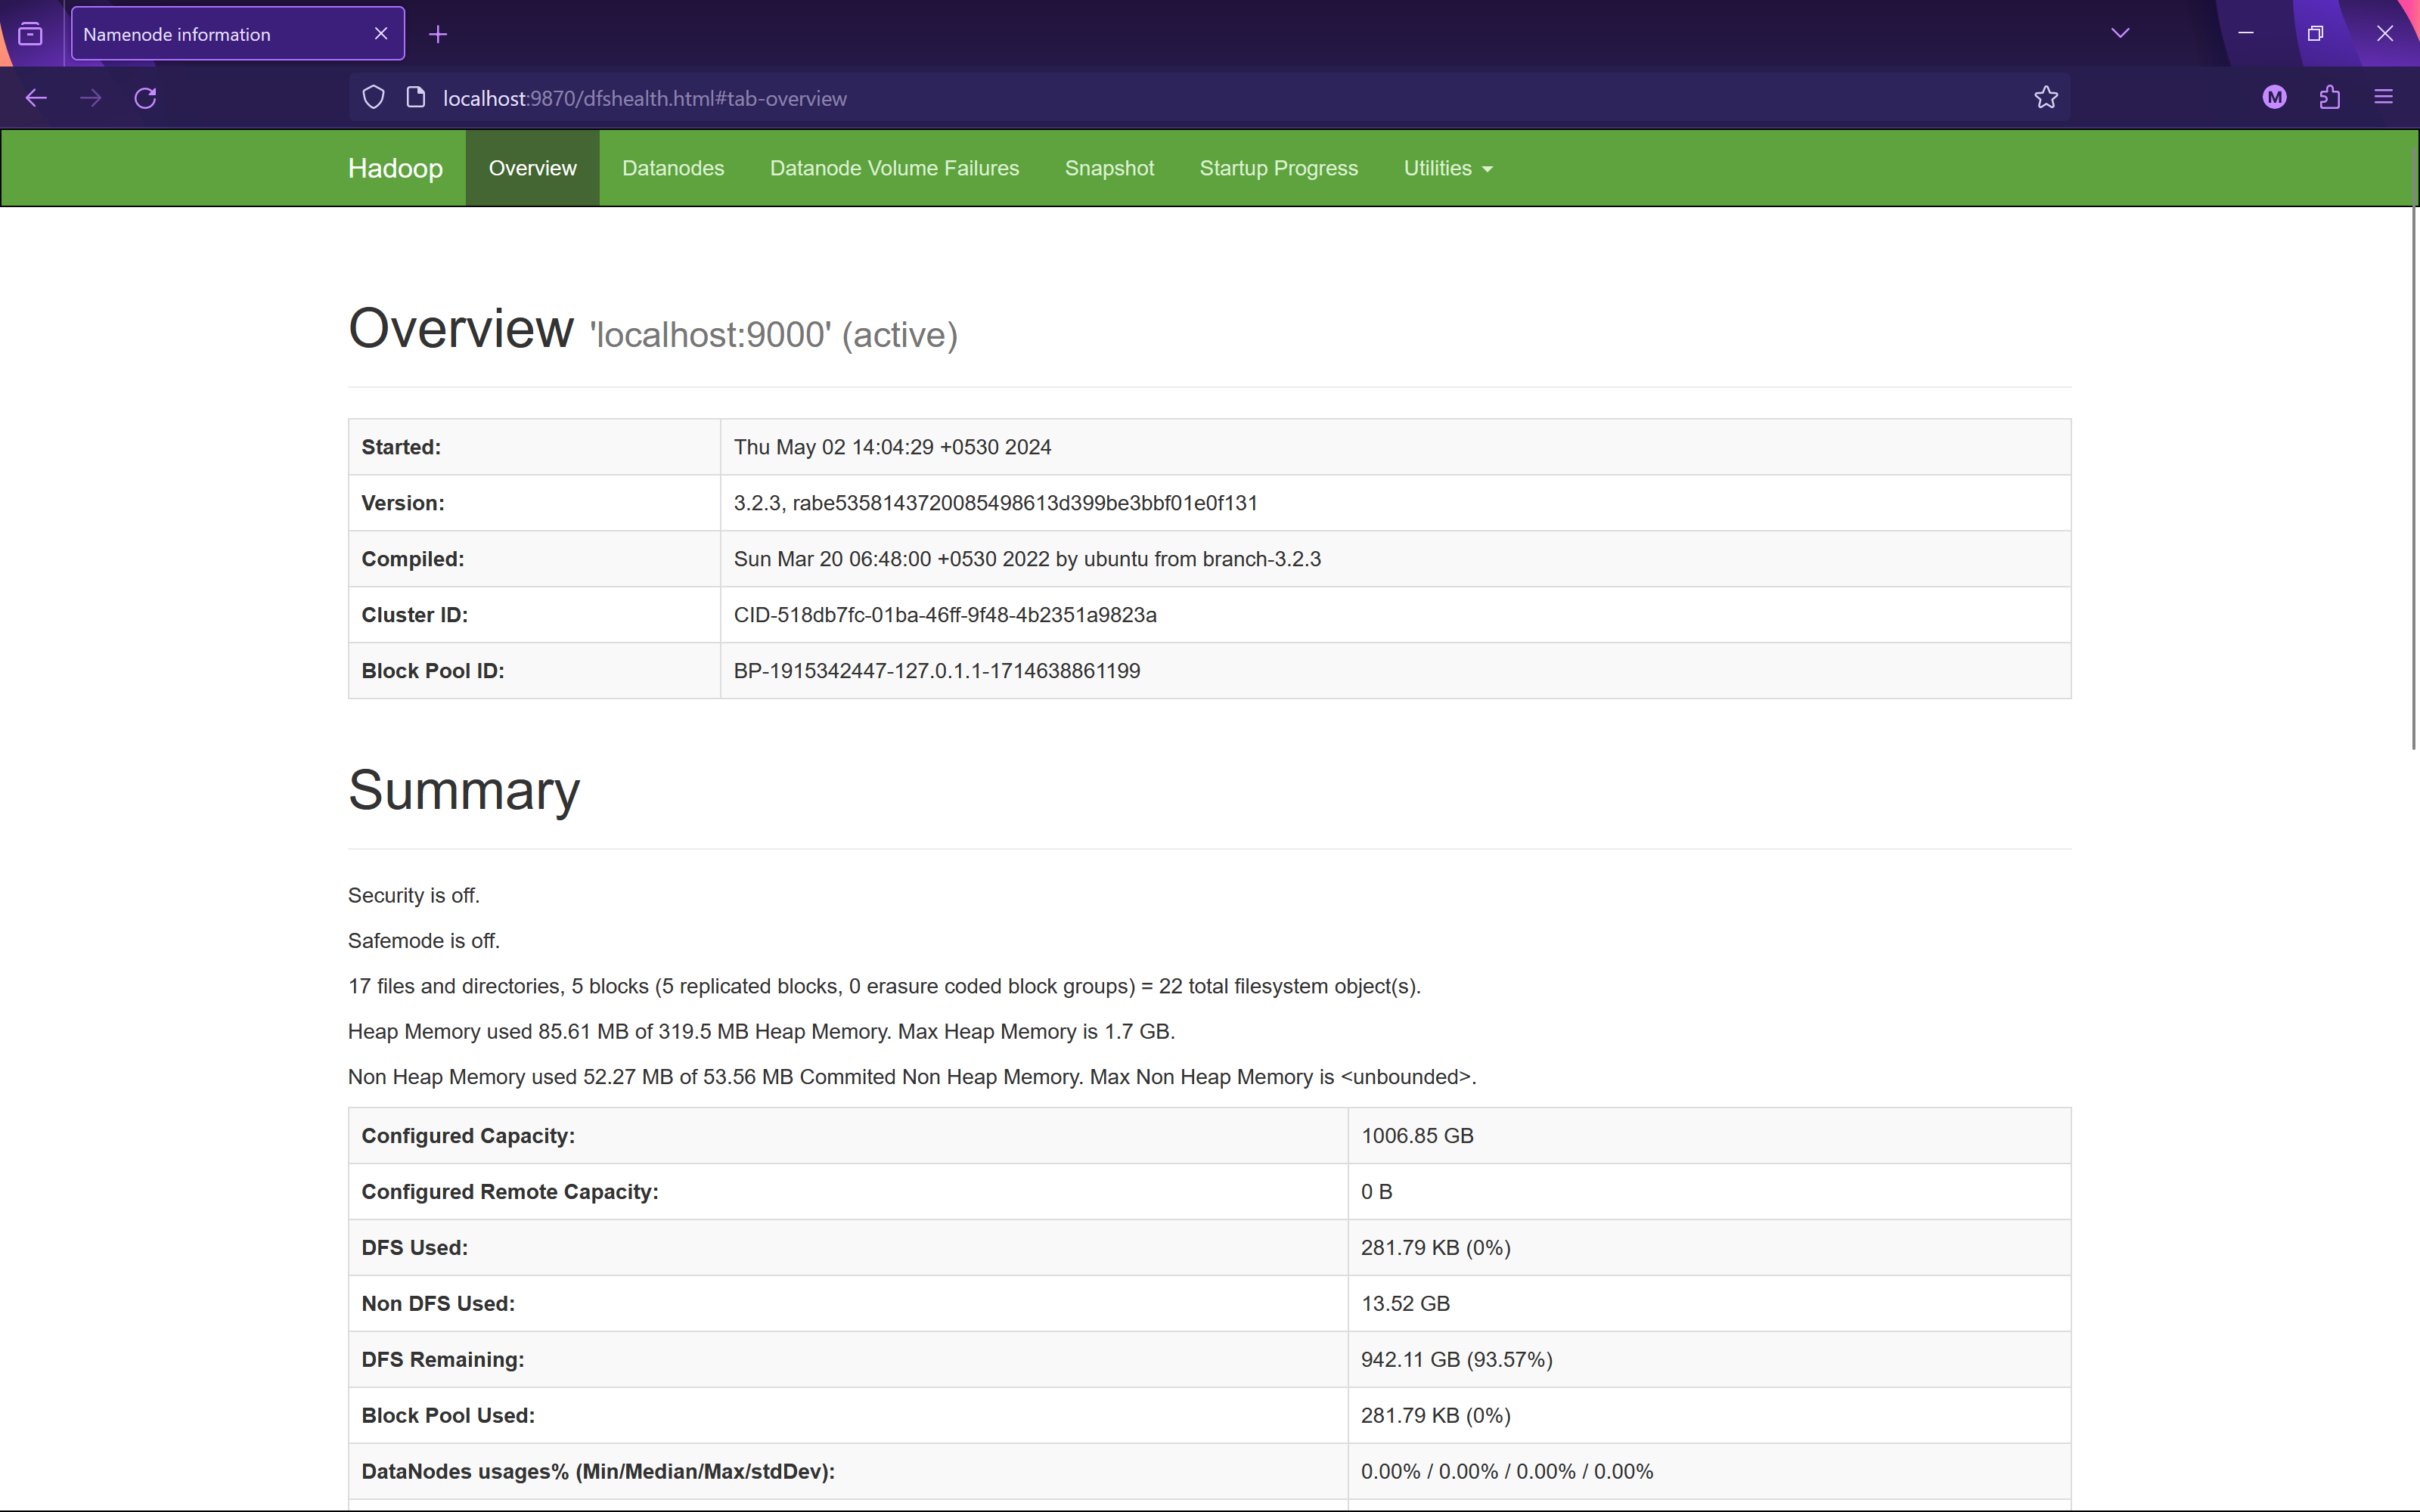 Namenode information
localhost:9870/dfshealth.html#tab-overview
M
Hadoop Overview Datanodes Datanode Volume Failures Snapshot Startup Progress Utilities
Overview 'localhost:9000' (active)
Started: Thu May 02 14:04:29 +0530 2024
Version: 3.2.3, rabe5358143720085498613d399be3bbf01e0f131
Compiled: Sun Mar 20 06:48:00 +0530 2022 by ubuntu from branch-3.2.3
Cluster ID: CID-518db7fc-01ba-46ff-9f48-4b2351a9823a
Block Pool ID: BP-1915342447-127.0.1.1-1714638861199
Summary
Security is off.
Safemode is off.
17 files and directories, 5 blocks (5 replicated blocks, 0 erasure coded block groups) = 22 total filesystem object(s).
Heap Memory used 85.61 MB of 319.5 MB Heap Memory. Max Heap Memory is 1.7 GB.
Non Heap Memory used 52.27 MB of 53.56 MB Commited Non Heap Memory. Max Non Heap Memory is <unbounded>.
Configured Capacity: 1006.85 GB
Configured Remote Capacity: 0 B
DFS Used: 281.79 KB (0%)
Non DFS Used: 13.52 GB
DFS Remaining: 942.11 GB (93.57%)
Block Pool Used: 281.79 KB (0%)
DataNodes usages% (Min/Median/Max/stdDev): 0.00% / 0.00% / 0.00% / 0.00%